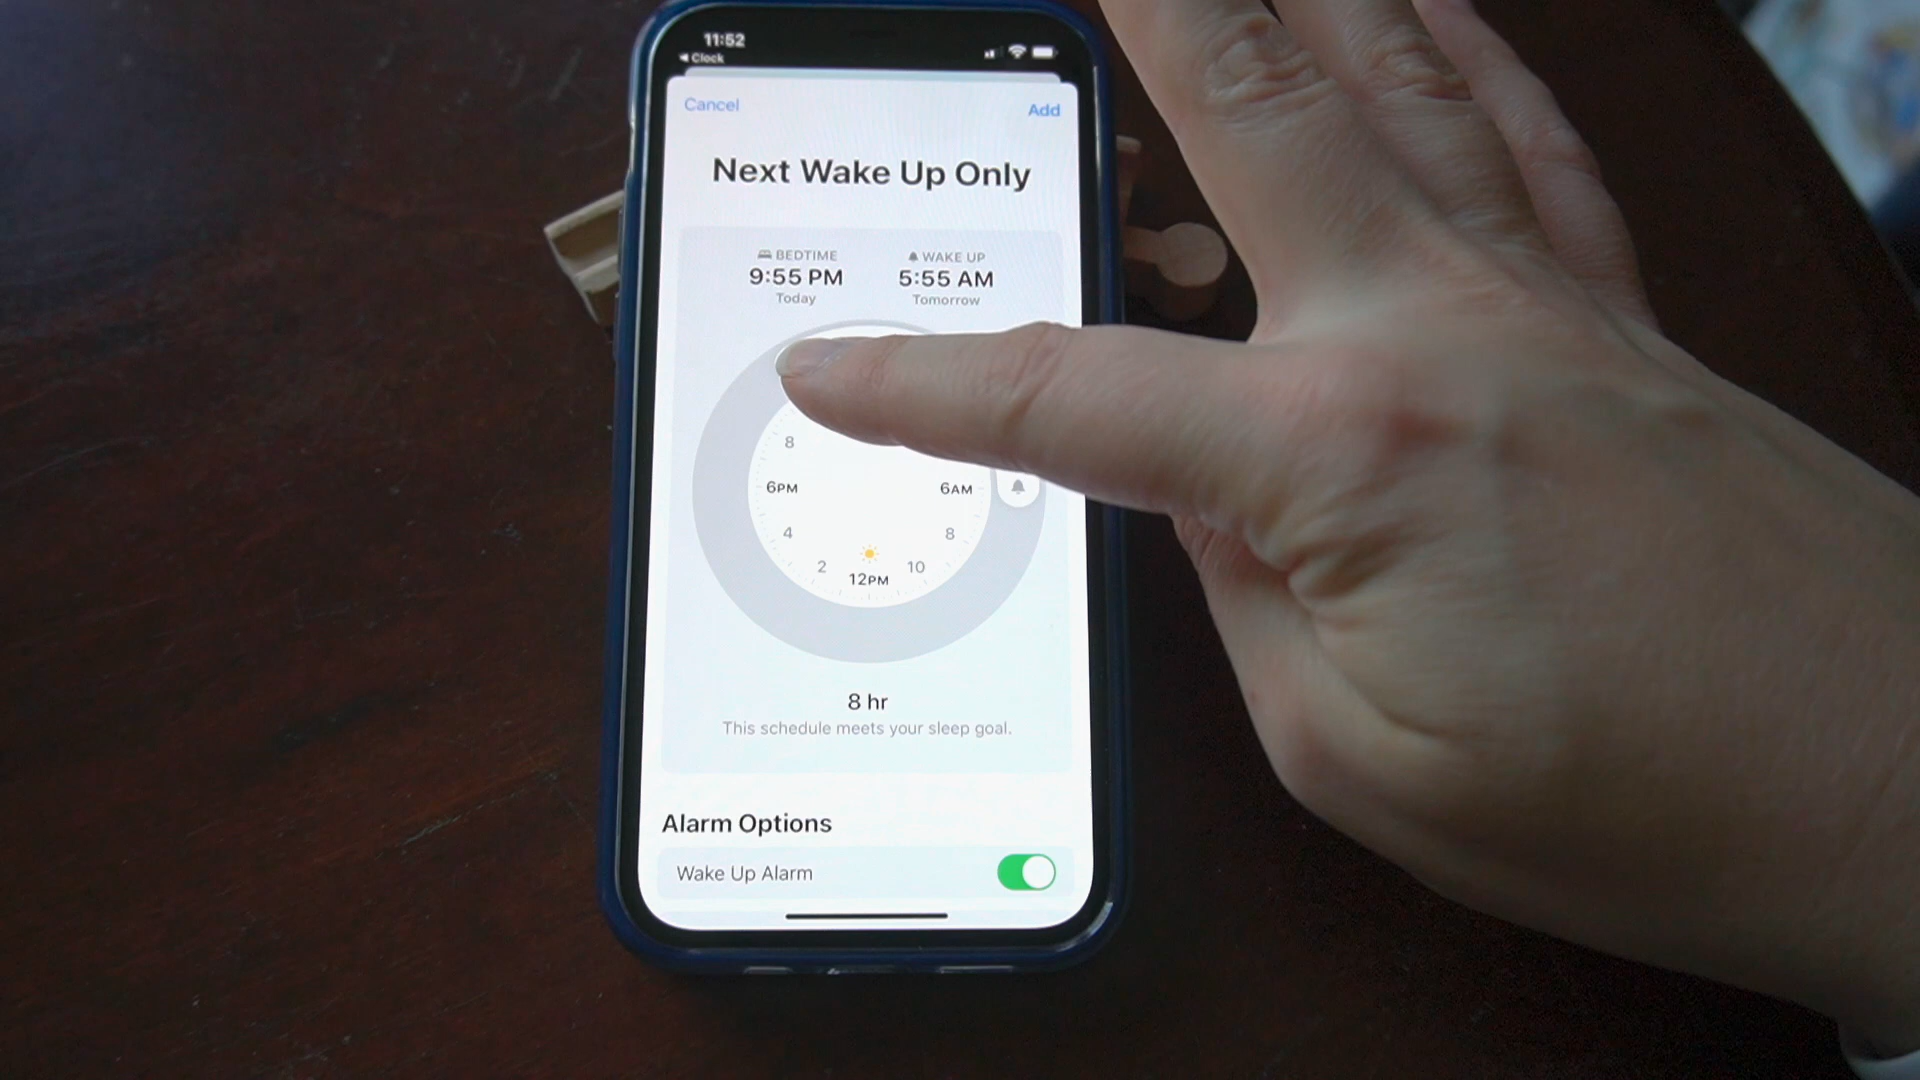 11:52
Clock
Cancel
Add
Next Wake Up Only
BEDTIME
WAKE UP
9:55 PM
5:55 AM
Today
Tomorrow
8
6PM
6AM
4
8
2
10
12PM
8 hr
This schedule meets your sleep goal.
Alarm Options
Wake Up Alarm